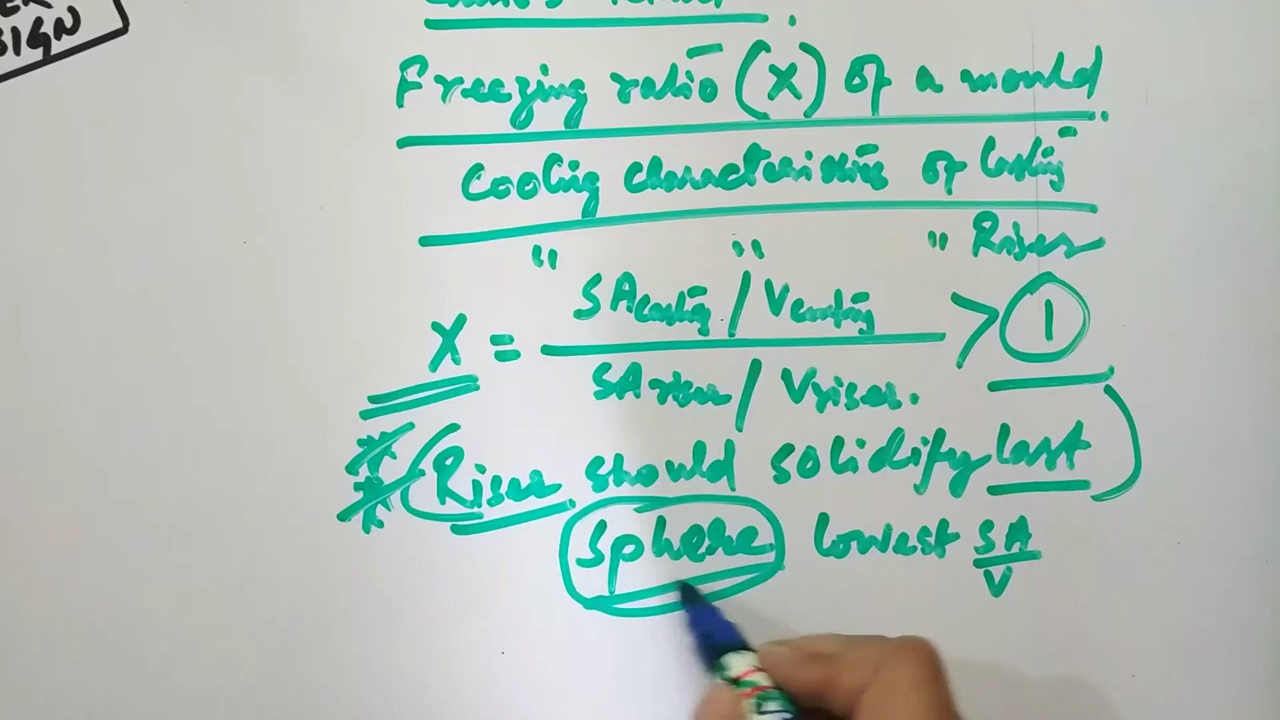 SIGN
Freezing ratio (X) of a mould
Cooling characteristics of Casting
" " " Riser
X = SAcasting / Vcasting > 1
SAriser / Vriser.
(Riser should solidify last)
Sphere lowest SA
V